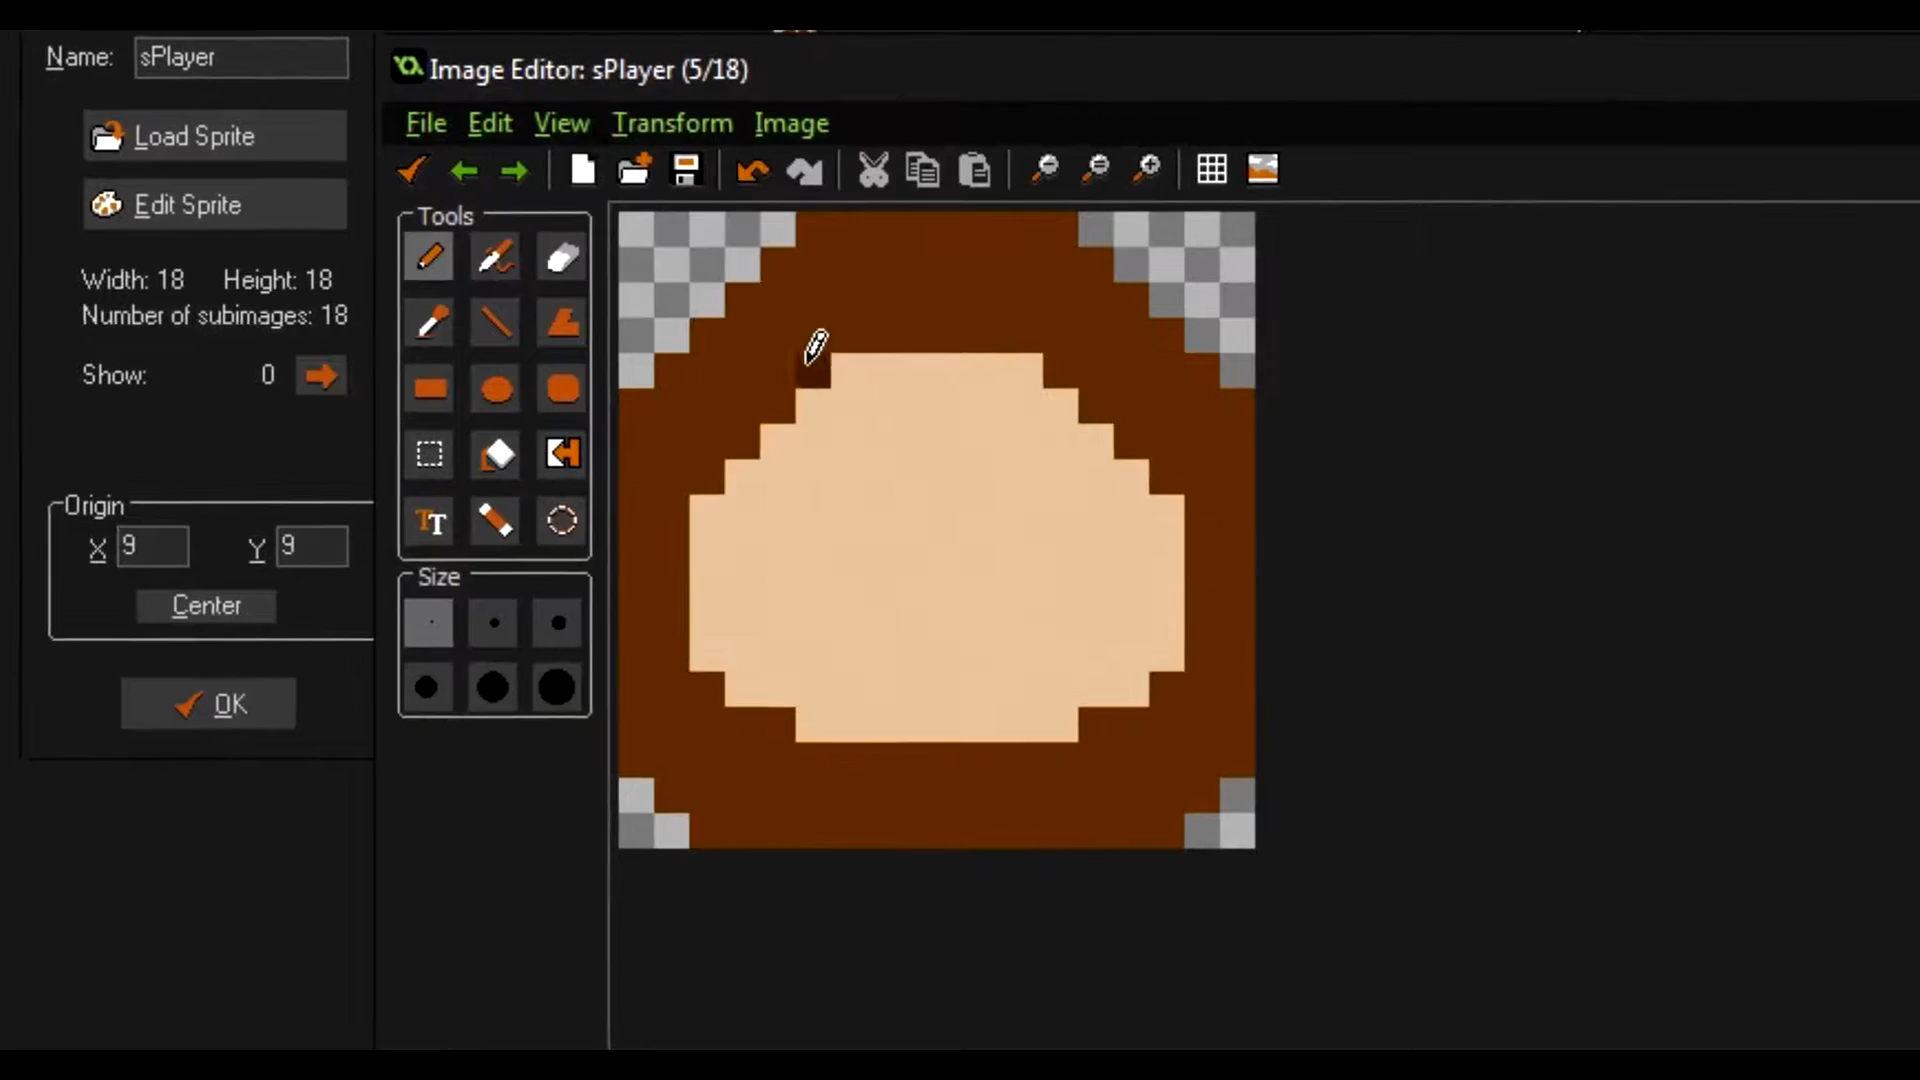 Name: sPlayer
Load Sprite
Edit Sprite
Width: 18 Height: 18
Number of subimages: 18
Show: 0
Origin
X 9 Y 9
Center
OK
Image Editor: sPlayer (5/18)
File Edit View Transform Image
Tools
TT
Size